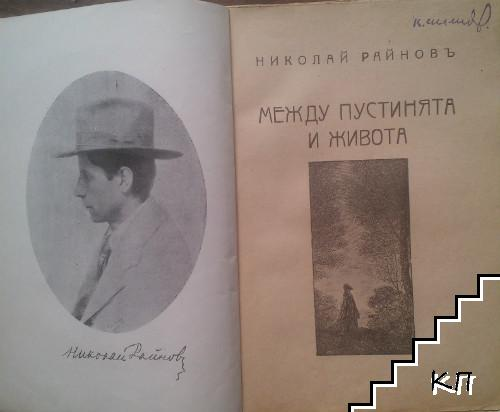 Николай Райновъ
НИКОЛАЙ РАЙНОВЪ
МЕЖДУ ПУСТИНЯТА
И ЖИВОТА
КП